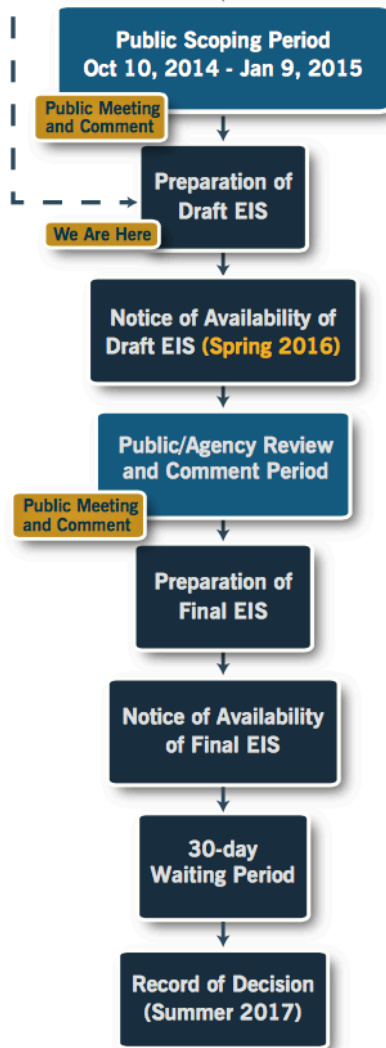 Public Scoping Period
Oct 10, 2014 - Jan 9, 2015
Public Meeting
and Comment
Preparation of
Draft EIS
We Are Here
Notice of Availability of
Draft EIS (Spring 2016)
Public/Agency Review
and Comment Period
Public Meeting
and Comment
Preparation of
Final EIS
Notice of Availability
of Final EIS
30-day
Waiting Period
Record of Decision
(Summer 2017)